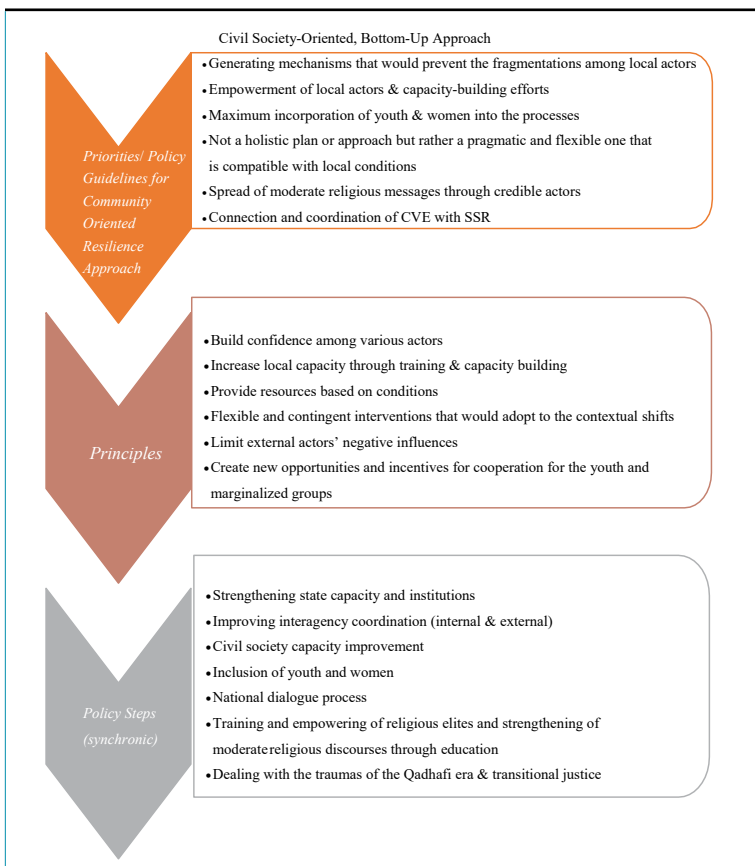 Civil Society-Oriented, Bottom-Up Approach
•Generating mechanisms that would prevent the fragmentations among local actors
•Empowerment of local actors & capacity-building efforts
•Maximum incorporation of youth & women into the processes
•Not a holistic plan or approach but rather a pragmatic and flexible one that
is compatible with local conditions
•Spread of moderate religious messages through credible actors
•Connection and coordination of CVE with SSR
Priorities/ Policy
Guidelines for
Community
Oriented
Resilience
Approach
•Build confidence among various actors
•Increase local capacity through training & capacity building
•Provide resources based on conditions
•Flexible and contingent interventions that would adopt to the contextual shifts
•Limit external actors' negative influences
•Create new opportunities and incentives for cooperation for the youth and
marginalized groups
Principles
•Strengthening state capacity and institutions
•Improving interagency coordination (internal & external)
•Civil society capacity improvement
•Inclusion of youth and women
•National dialogue process
•Training and empowering of religious elites and strengthening of
moderate religious discourses through education
•Dealing with the traumas of the Qadhafi era & transitional justice
Policy Steps
(synchronic)